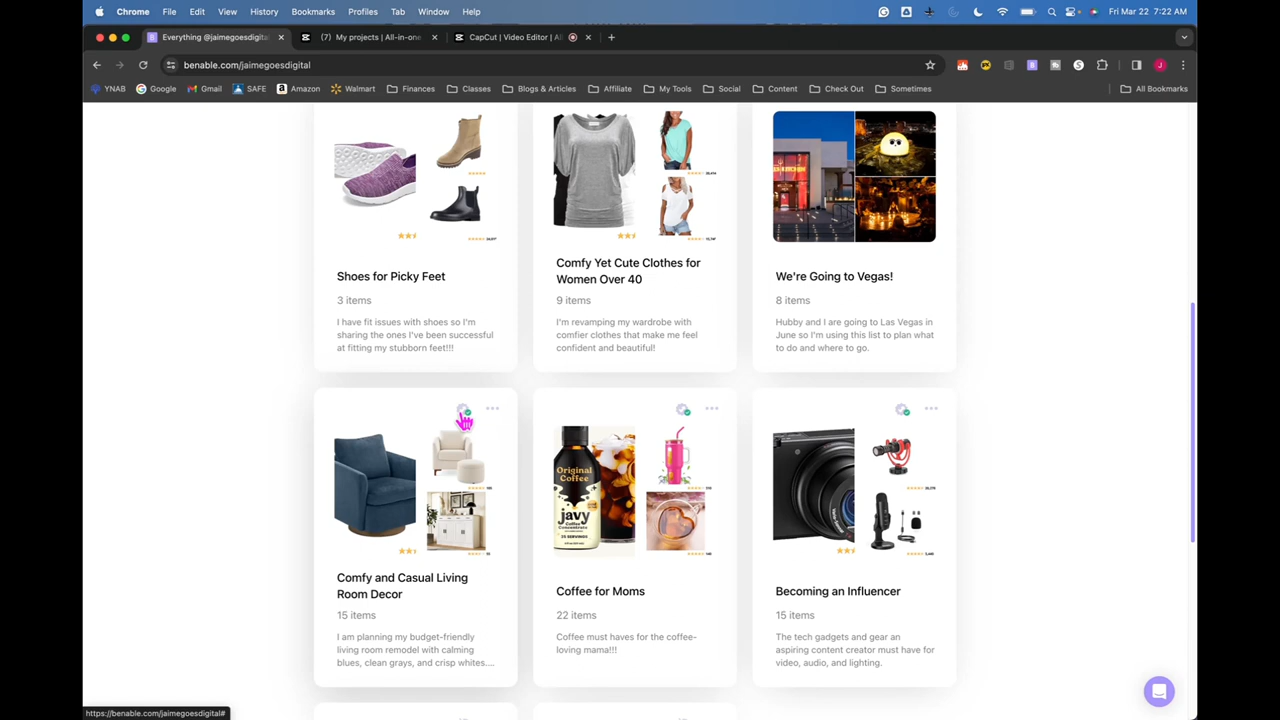 Chrome File Edit View History Bookmarks Profiles Tab Window Help Fri Mar 22 7:22 AM
Everything @jaimegoesdigital (7) My projects | All-in-one CapCut | Video Editor | All
benable.com/jaimegoesdigital
YNAB Google Gmail SAFE Amazon Walmart Finances Classes Blogs & Articles Affiliate My Tools Social Content Check Out Sometimes All Bookmarks
Shoes for Picky Feet
3 items
I have fit issues with shoes so I'm
sharing the ones I've been successful
at fitting my stubborn feet!!!
Comfy Yet Cute Clothes for
Women Over 40
9 items
I'm revamping my wardrobe with
comfier clothes that make me feel
confident and beautiful!
We're Going to Vegas!
8 items
Hubby and I are going to Las Vegas in
June so I'm using this list to plan what
to do and where to go.
Comfy and Casual Living
Room Decor
15 items
I am planning my budget-friendly
living room remodel with calming
blues, clean grays, and crisp whites....
Original
Coffee
javy
Coffee Concentrate
Coffee for Moms
22 items
Coffee must haves for the coffee-
loving mama!!!
Becoming an Influencer
15 items
The tech gadgets and gear an
aspiring content creator must have for
video, audio, and lighting.
https://benable.com/jaimegoesdigital#